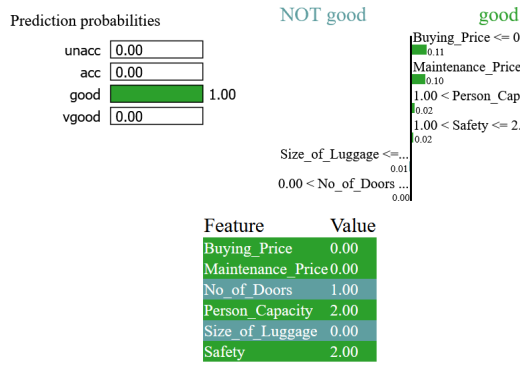 Prediction probabilities
unacc 0.00
acc 0.00
good 1.00
vgood 0.00
NOT good good
Buying_Price <= 0
0.11
Maintenance_Price
0.10
1.00 < Person_Cap
0.02
1.00 < Safety <= 2.
0.02
Size_of_Luggage <=...
0.01
0.00 < No_of_Doors ...
0.00
Feature Value
Buying_Price 0.00
Maintenance_Price 0.00
No_of_Doors 1.00
Person_Capacity 2.00
Size_of_Luggage 0.00
Safety 2.00